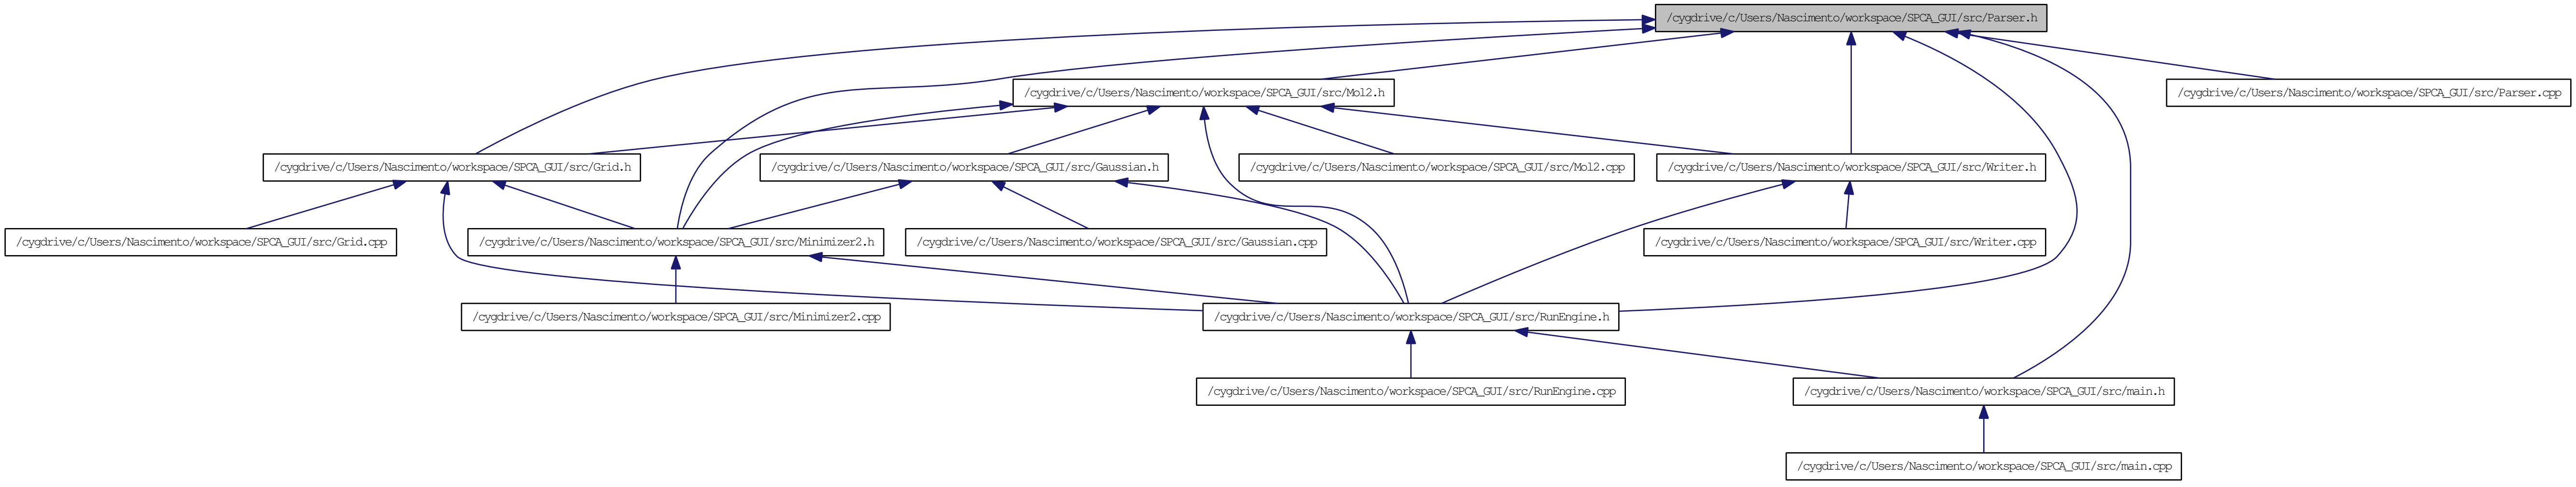 /cygdrive/c/Users/Nascimento/workspace/SPCA_GUI/src/Parser.h
/cygdrive/c/Users/Nascimento/workspace/SPCA_GUI/src/Mol2.h
/cygdrive/c/Users/Nascimento/workspace/SPCA_GUI/src/Parser.cpp
/cygdrive/c/Users/Nascimento/workspace/SPCA_GUI/src/Grid.h
/cygdrive/c/Users/Nascimento/workspace/SPCA_GUI/src/Gaussian.h
/cygdrive/c/Users/Nascimento/workspace/SPCA_GUI/src/Mol2.cpp
/cygdrive/c/Users/Nascimento/workspace/SPCA_GUI/src/Writer.h
/cygdrive/c/Users/Nascimento/workspace/SPCA_GUI/src/Grid.cpp
/cygdrive/c/Users/Nascimento/workspace/SPCA_GUI/src/Minimizer2.h
/cygdrive/c/Users/Nascimento/workspace/SPCA_GUI/src/Gaussian.cpp
/cygdrive/c/Users/Nascimento/workspace/SPCA_GUI/src/Writer.cpp
/cygdrive/c/Users/Nascimento/workspace/SPCA_GUI/src/Minimizer2.cpp
/cygdrive/c/Users/Nascimento/workspace/SPCA_GUI/src/RunEngine.h
/cygdrive/c/Users/Nascimento/workspace/SPCA_GUI/src/RunEngine.cpp
/cygdrive/c/Users/Nascimento/workspace/SPCA_GUI/src/main.h
/cygdrive/c/Users/Nascimento/workspace/SPCA_GUI/src/main.cpp